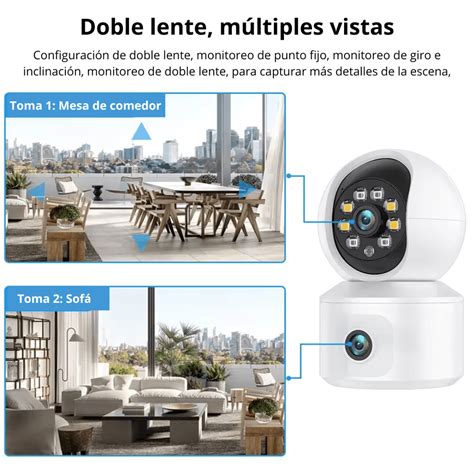 Doble lente, múltiples vistas
Configuración de doble lente, monitoreo de punto fijo, monitoreo de giro e
inclinación, monitoreo de doble lente, para capturar más detalles de la escena,
Toma 1: Mesa de comedor
Toma 2: Sofá